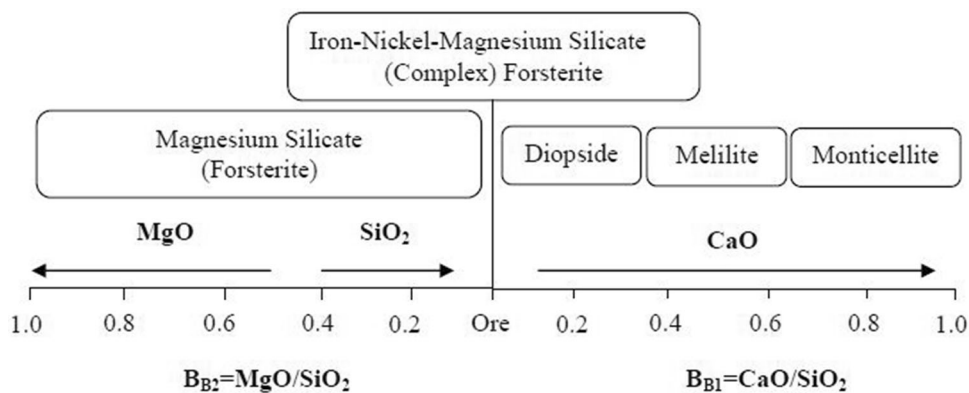 Iron-Nickel-Magnesium Silicate
(Complex) Forsterite
Magnesium Silicate
(Forsterite)
Diopside
Melilite
Monticellite
MgO
SiO₂
CaO
1.0 0.8 0.6 0.4 0.2 Ore 0.2 0.4 0.6 0.8 1.0
B_B2=MgO/SiO₂
B_B1=CaO/SiO₂